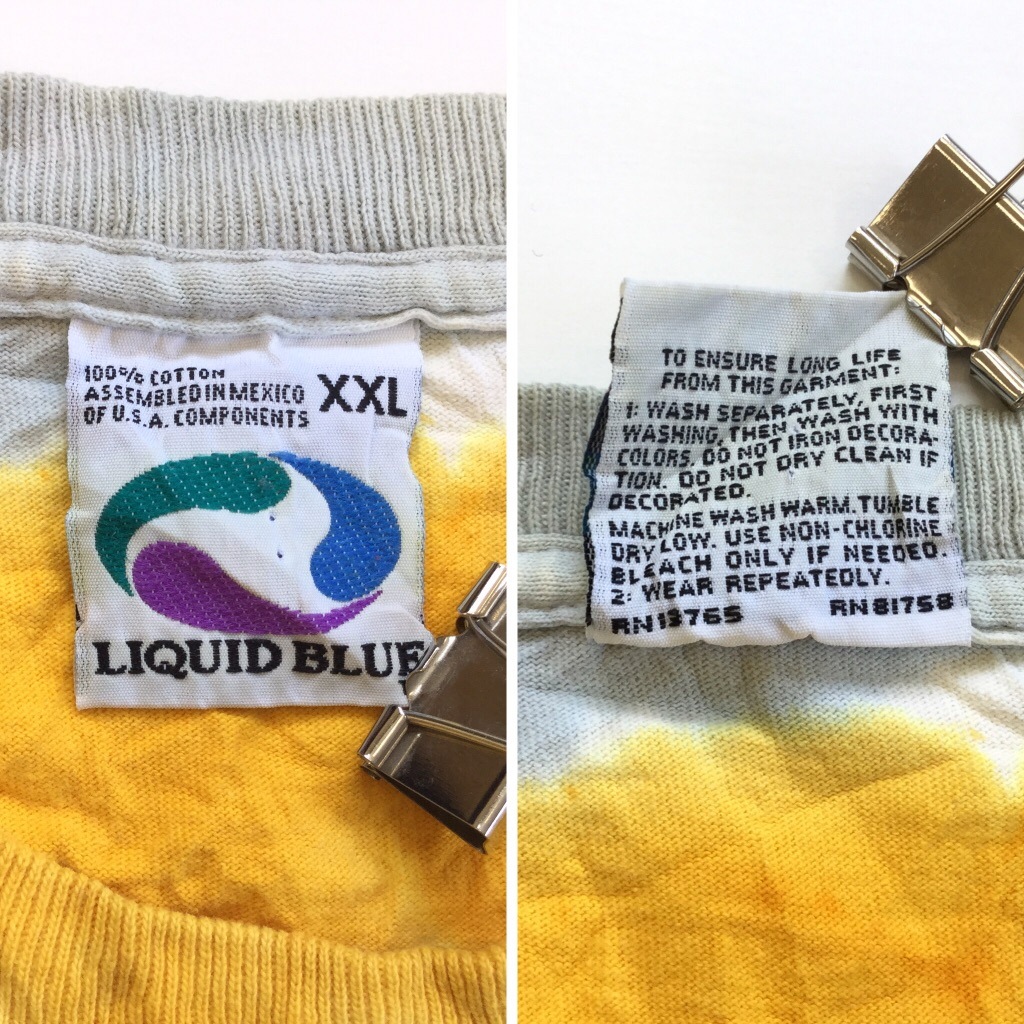 100% COTTON
ASSEMBLED IN MEXICO
OF U.S.A. COMPONENTS
XXL
LIQUID BLUE
TO ENSURE LONG LIFE
FROM THIS GARMENT:
1: WASH SEPARATELY, FIRST
WASHING, THEN WASH WITH
COLORS. DO NOT IRON DECORA-
TION. DO NOT DRY CLEAN IF
DECORATED.
MACHINE WASH WARM. TUMBLE
DRY LOW. USE NON-CHLORINE
BLEACH ONLY IF NEEDED.
2: WEAR REPEATEDLY.
RN13765 RN81758